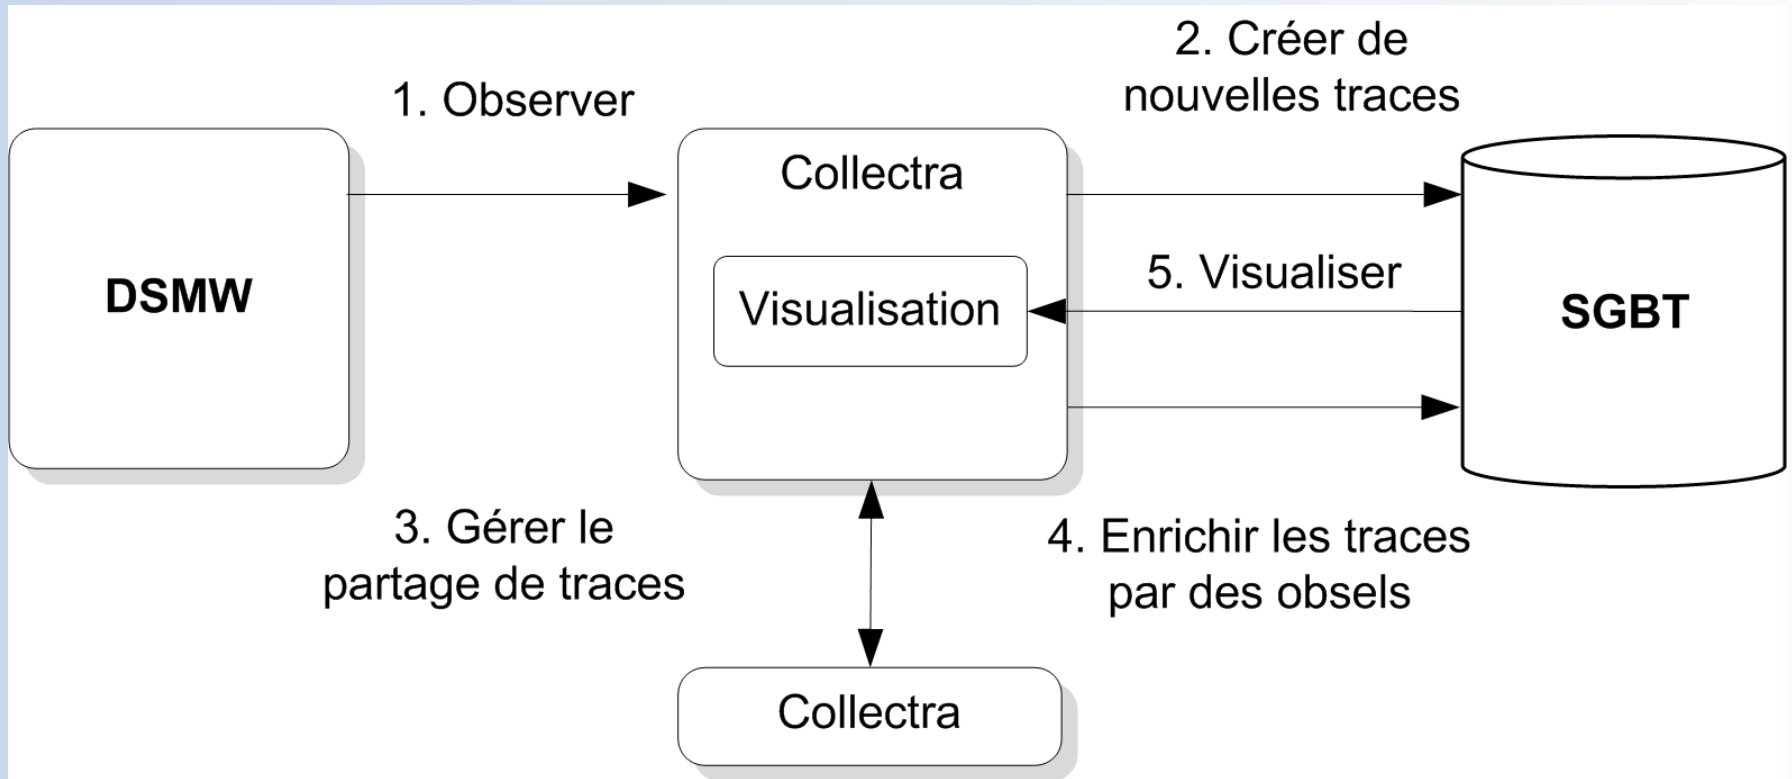 1. Observer
2. Créer de
nouvelles traces
DSMW
Collectra
Visualisation
5. Visualiser
SGBT
3. Gérer le
partage de traces
4. Enrichir les traces
par des obsels
Collectra